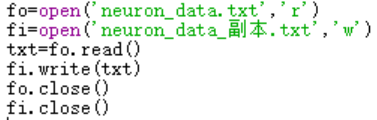 fo=open('neuron_data.txt','r')
fi=open('neuron_data_副本.txt','w')
txt=fo.read()
fi.write(txt)
fo.close()
fi.close()